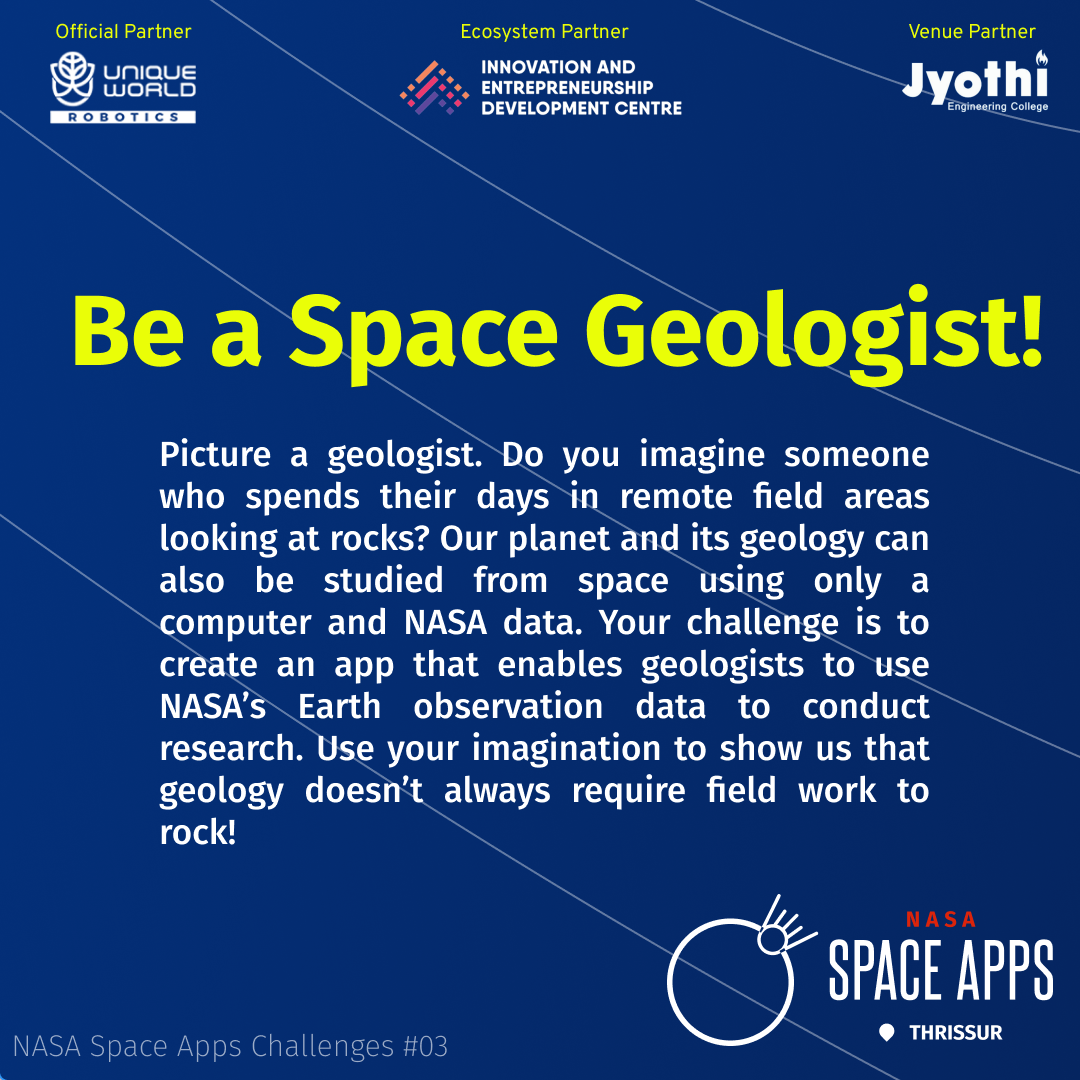 Official Partner
UNIQUE
WORLD
ROBOTICS
Ecosystem Partner
INNOVATION AND
ENTREPRENEURSHIP
DEVELOPMENT CENTRE
Venue Partner
Jyothi
Engineering College
Be a Space Geologist!
Picture a geologist. Do you imagine someone
who spends their days in remote field areas
looking at rocks? Our planet and its geology can
also be studied from space using only a
computer and NASA data. Your challenge is to
create an app that enables geologists to use
NASA’s Earth observation data to conduct
research. Use your imagination to show us that
geology doesn’t always require field work to
rock!
NASA
SPACE APPS
THRISSUR
NASA Space Apps Challenges #03